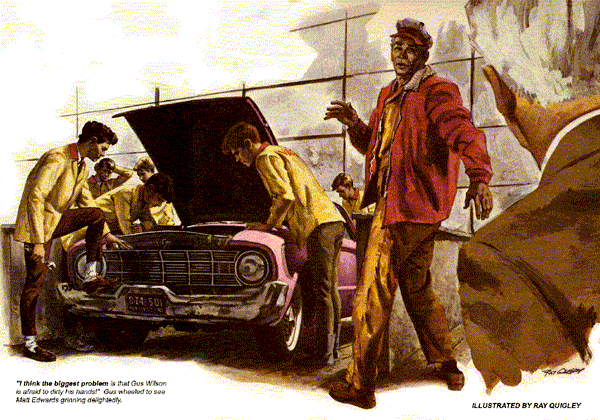 "I think the biggest problem is that Gus Wilson
is afraid to dirty his hands!" Gus wheeled to see
Matt Edwards grinning delightedly.
ILLUSTRATED BY RAY QUIGLEY